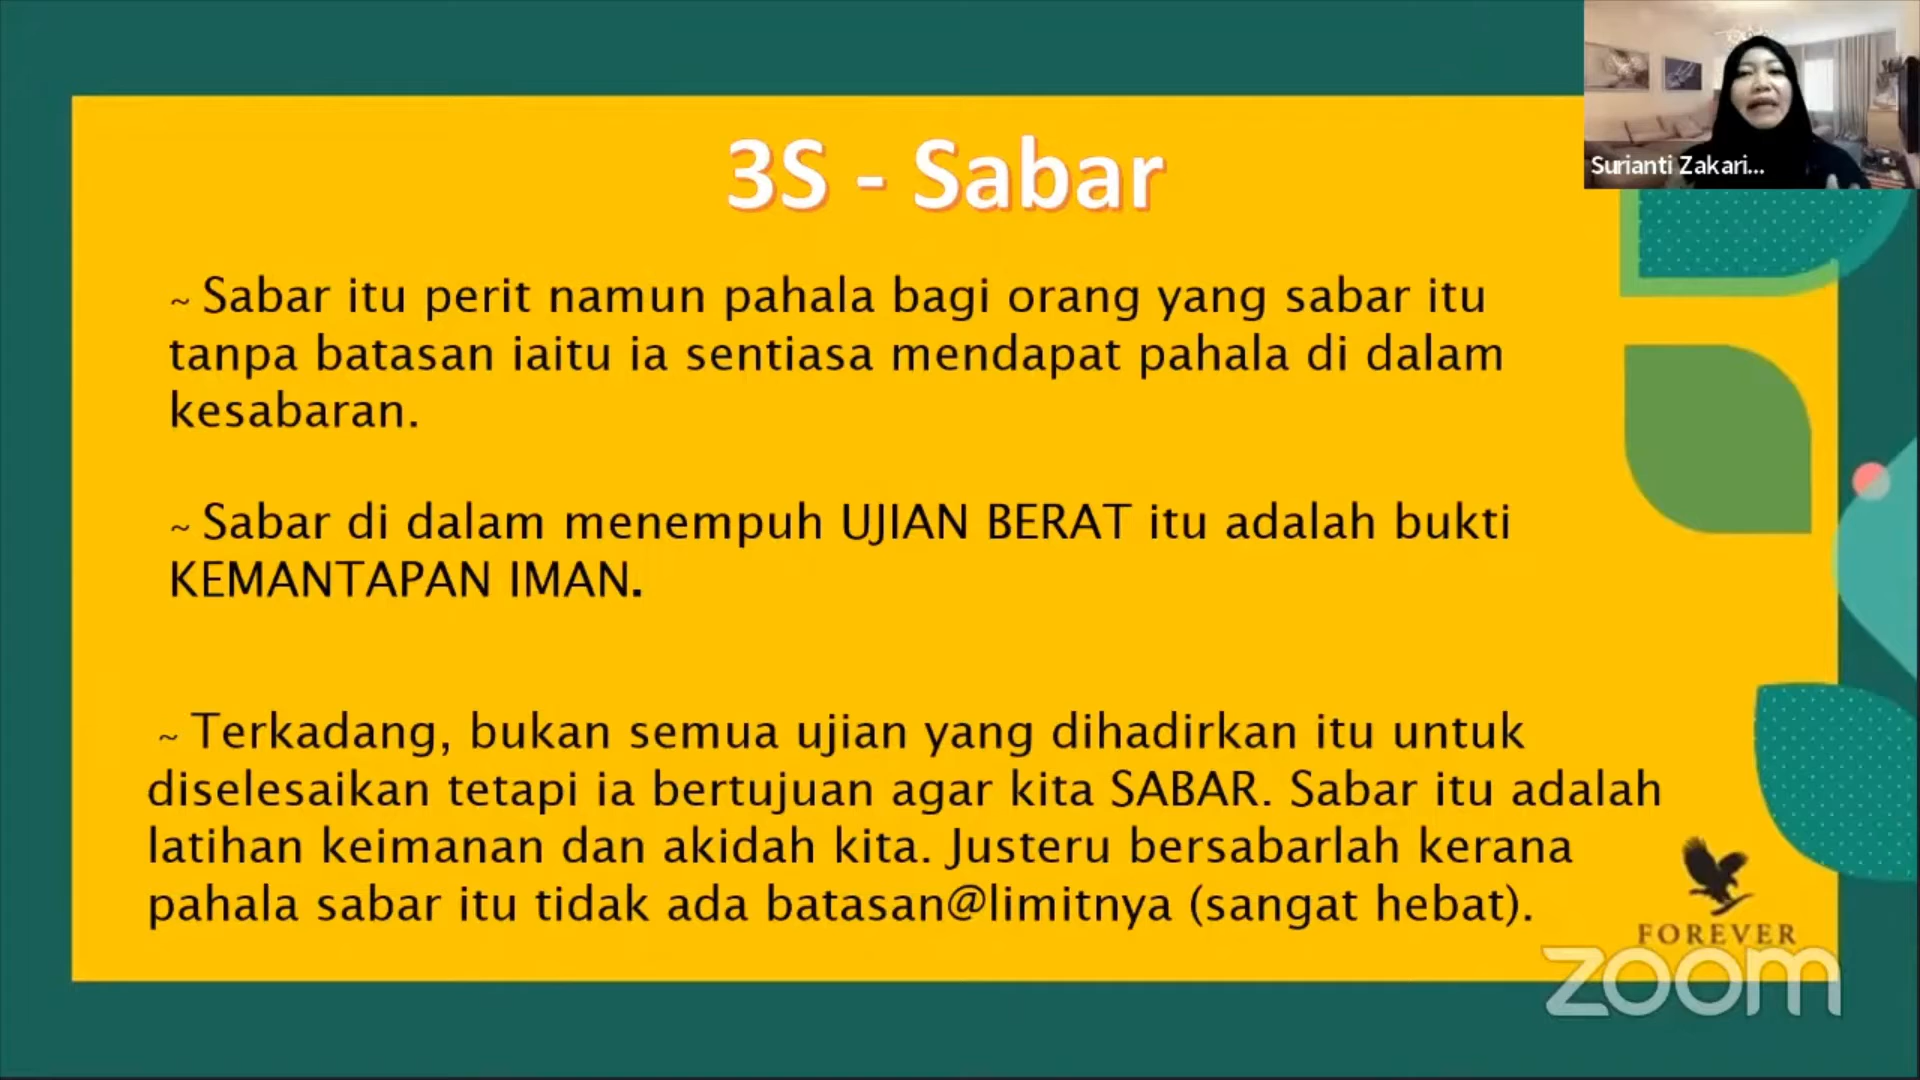 3S - Sabar
Surianti Zakari...
~ Sabar itu perit namun pahala bagi orang yang sabar itu
tanpa batasan iaitu ia sentiasa mendapat pahala di dalam
kesabaran.
~ Sabar di dalam menempuh UJIAN BERAT itu adalah bukti
KEMANTAPAN IMAN.
~ Terkadang, bukan semua ujian yang dihadirkan itu untuk
diselesaikan tetapi ia bertujuan agar kita SABAR. Sabar itu adalah
latihan keimanan dan akidah kita. Justeru bersabarlah kerana
pahala sabar itu tidak ada batasan@limitnya (sangat hebat).
FOREVER
zoom